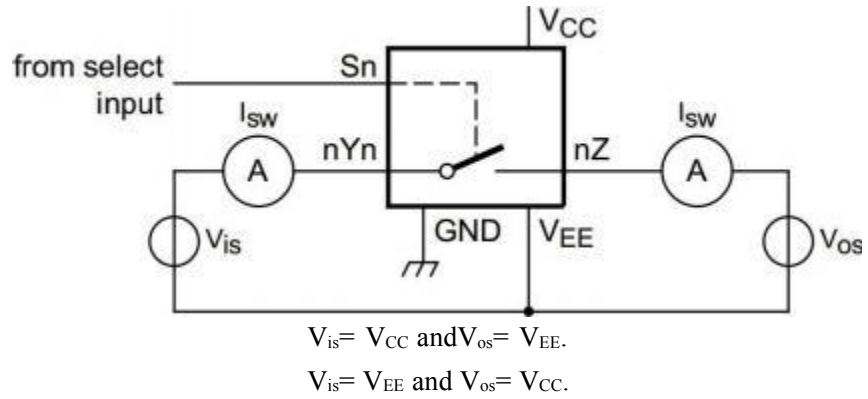 VCC
from select Sn
input
ISW ISW
A nYn nZ A
Vis GND VEE Vos
Vis= VCC andVos= VEE.
Vis= VEE and Vos= VCC.